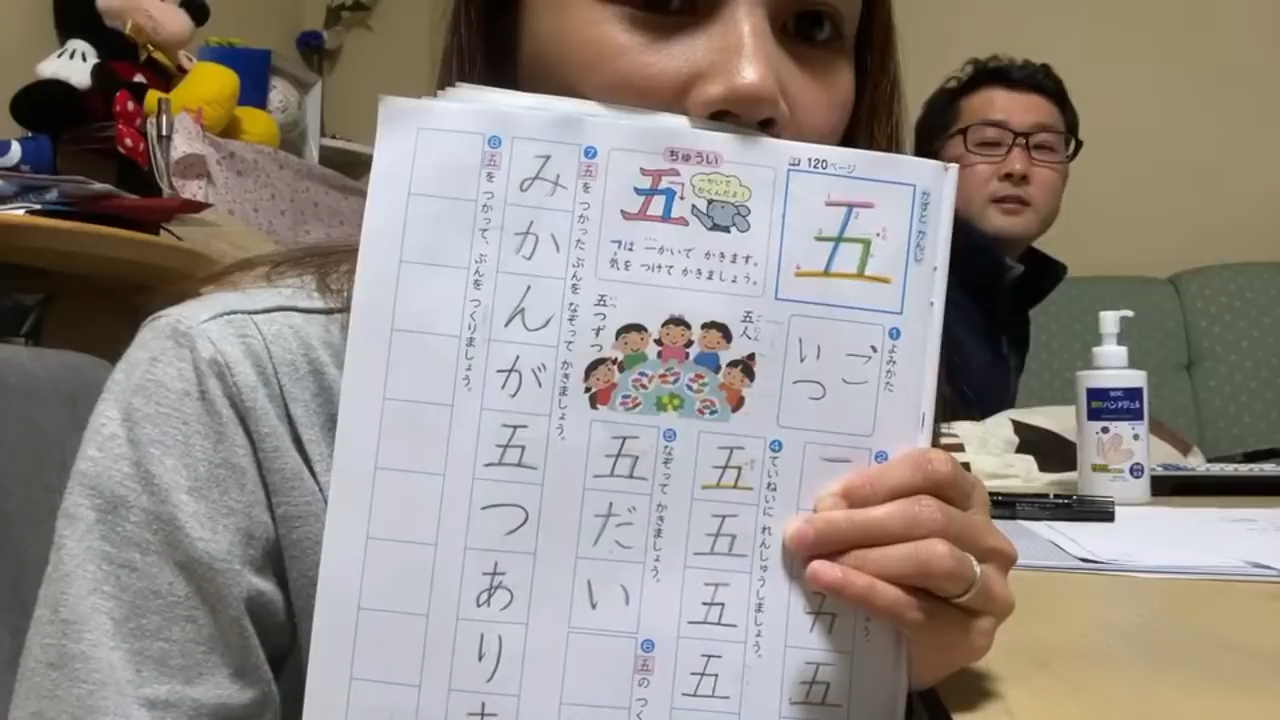 120ページ
かずと かんじ
五
ちゅうい
五
一かいで
かくんだよ!
フは 一かいで かきます。
気を つけて かきましょう。
①よみかた
ご
いつ
五人
ごにん
五つずつ
いつ
②
一
五
④ていねいに れんしゅうしましょう。
五
五
五
五
⑤なぞって かきましょう。
五だい
⑥五の つく
⑦五を つかった ぶんを なぞって かきましょう。
みかんが五つあり
⑧五を つかって、ぶんを つくりましょう。
ハンドジェル